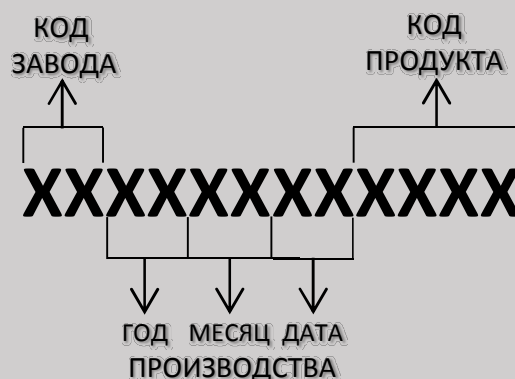 КОД
ЗАВОДА
КОД
ПРОДУКТА
XXXXXXXXXXXX
ГОД МЕСЯЦ ДАТА
ПРОИЗВОДСТВА